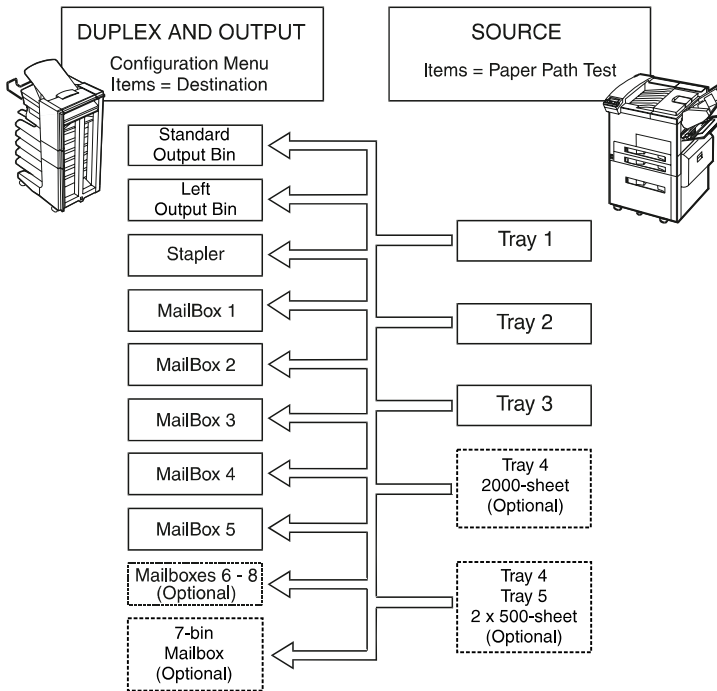 DUPLEX AND OUTPUT
Configuration Menu
Items = Destination
SOURCE
Items = Paper Path Test
Standard
Output Bin
Left
Output Bin
Stapler
MailBox 1
MailBox 2
MailBox 3
MailBox 4
MailBox 5
Mailboxes 6 - 8
(Optional)
7-bin
Mailbox
(Optional)
Tray 1
Tray 2
Tray 3
Tray 4
2000-sheet
(Optional)
Tray 4
Tray 5
2 x 500-sheet
(Optional)